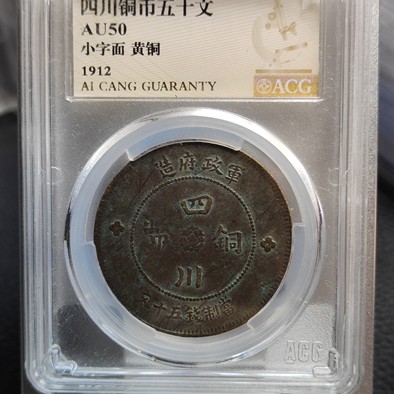 四川铜币五十文
AU50
小字面 黄铜
1912
AI CANG GUARANTY
ACG
造府政軍
四
幣 銅
川
當制錢五十文
ACG